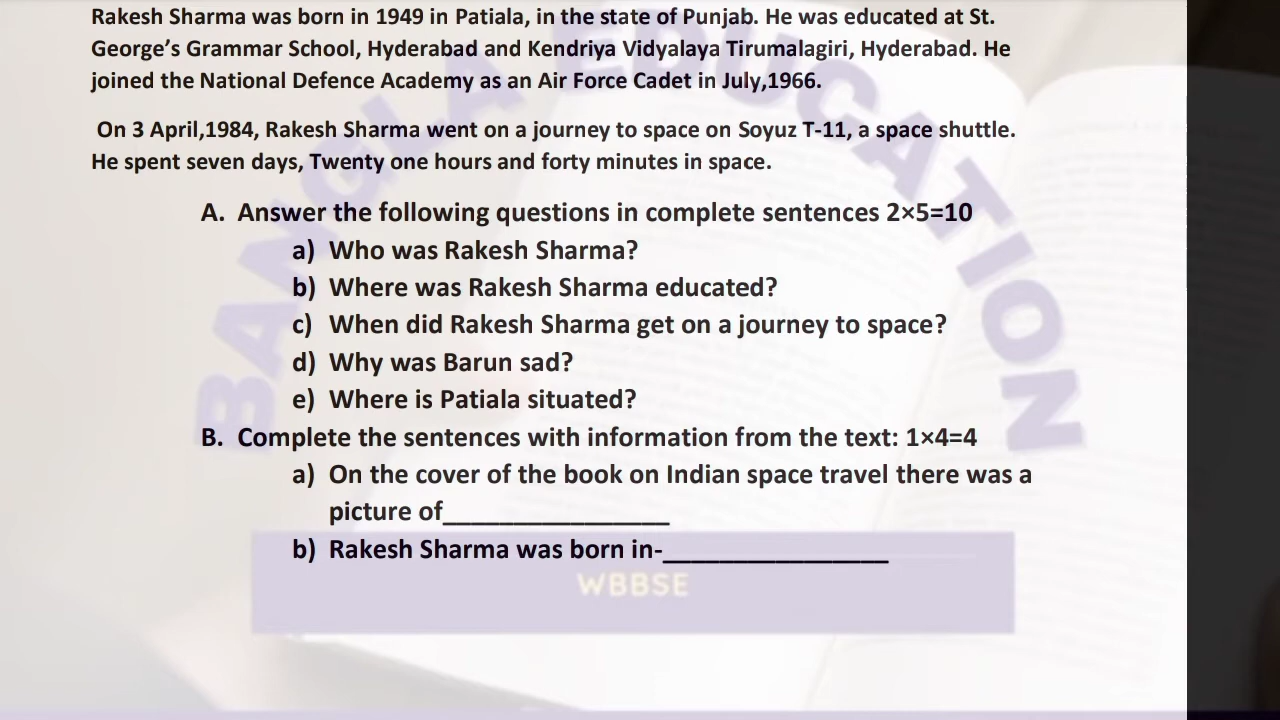 Rakesh Sharma was born in 1949 in Patiala, in the state of Punjab. He was educated at St.
George’s Grammar School, Hyderabad and Kendriya Vidyalaya Tirumalagiri, Hyderabad. He
joined the National Defence Academy as an Air Force Cadet in July,1966.
On 3 April,1984, Rakesh Sharma went on a journey to space on Soyuz T-11, a space shuttle.
He spent seven days, Twenty one hours and forty minutes in space.
A. Answer the following questions in complete sentences 2×5=10
a) Who was Rakesh Sharma?
b) Where was Rakesh Sharma educated?
c) When did Rakesh Sharma get on a journey to space?
d) Why was Barun sad?
e) Where is Patiala situated?
B. Complete the sentences with information from the text: 1×4=4
a) On the cover of the book on Indian space travel there was a
picture of________________
b) Rakesh Sharma was born in-________________
BANGLA EDUCATION
WBBSE